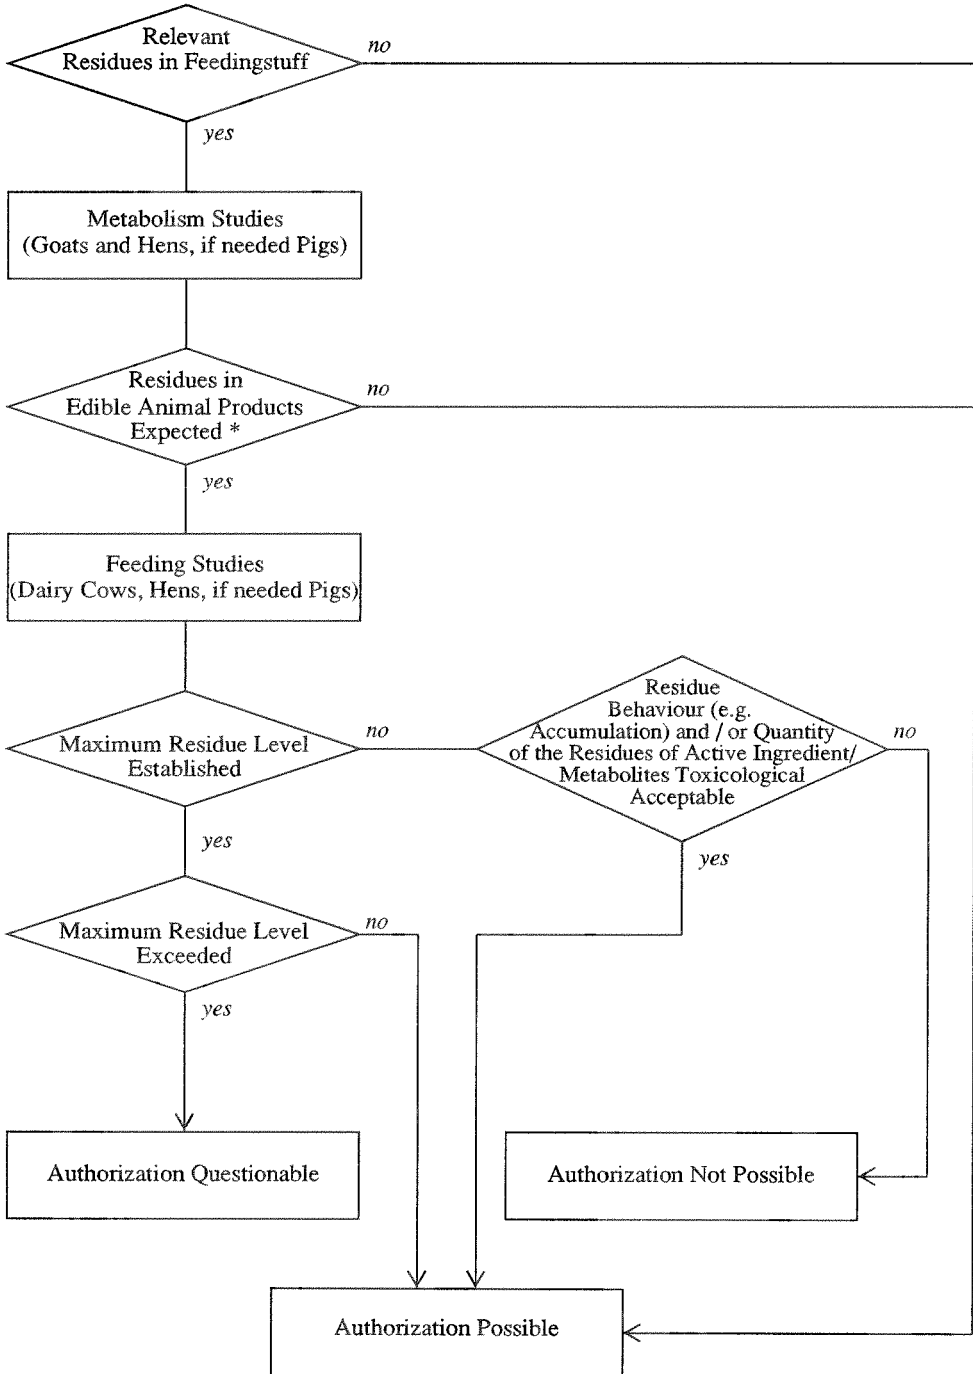 Relevant
Residues in Feedingstuff
no
yes
Metabolism Studies
(Goats and Hens, if needed Pigs)
Residues in
Edible Animal Products
Expected *
no
yes
Feeding Studies
(Dairy Cows, Hens, if needed Pigs)
Maximum Residue Level
Established
no
Residue
Behaviour (e.g.
Accumulation) and / or Quantity
of the Residues of Active Ingredient/
Metabolites Toxicological
Acceptable
no
yes
yes
Maximum Residue Level
Exceeded
no
yes
Authorization Questionable
Authorization Not Possible
Authorization Possible